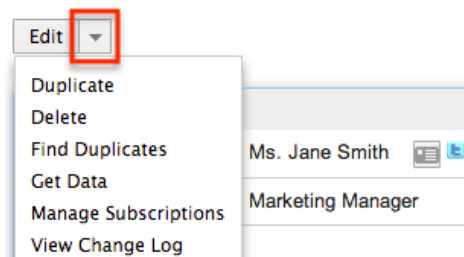 Edit
Duplicate
Delete
Find Duplicates
Get Data
Manage Subscriptions
View Change Log
Ms. Jane Smith
Marketing Manager